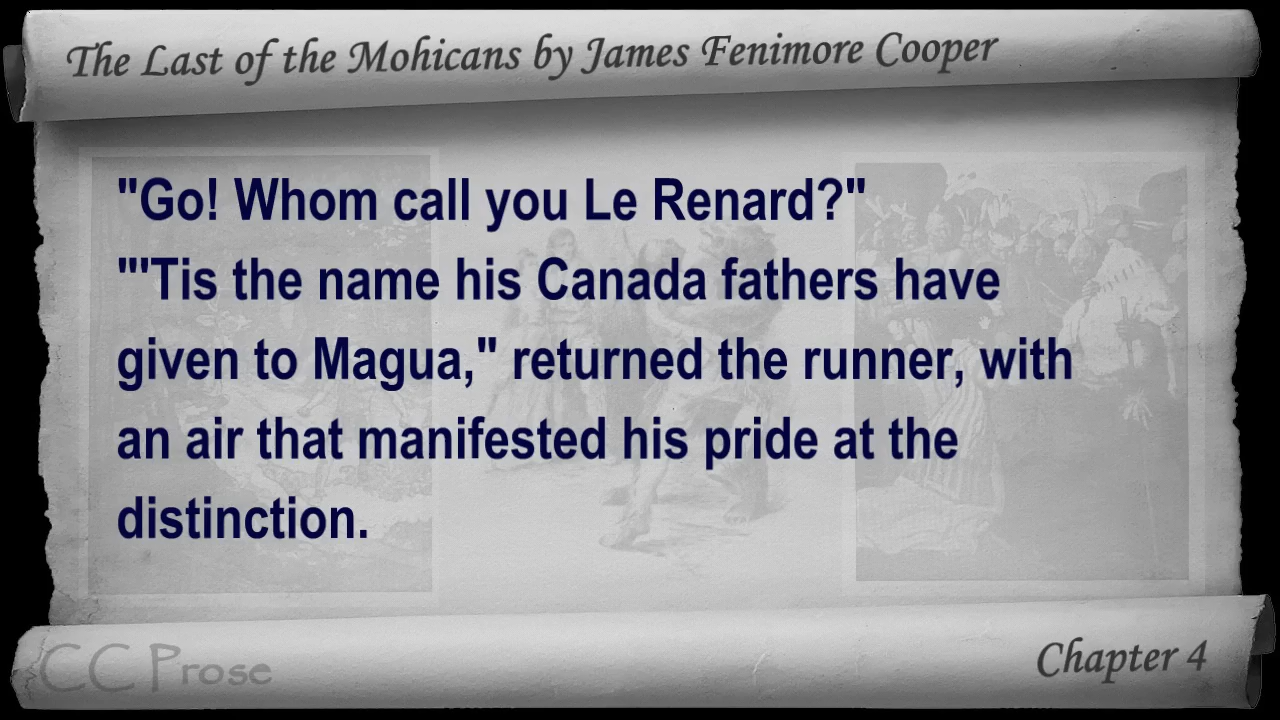 The Last of the Mohicans by James Fenimore Cooper
"Go! Whom call you Le Renard?"
"'Tis the name his Canada fathers have
given to Magua," returned the runner, with
an air that manifested his pride at the
distinction.
CC Prose
Chapter 4